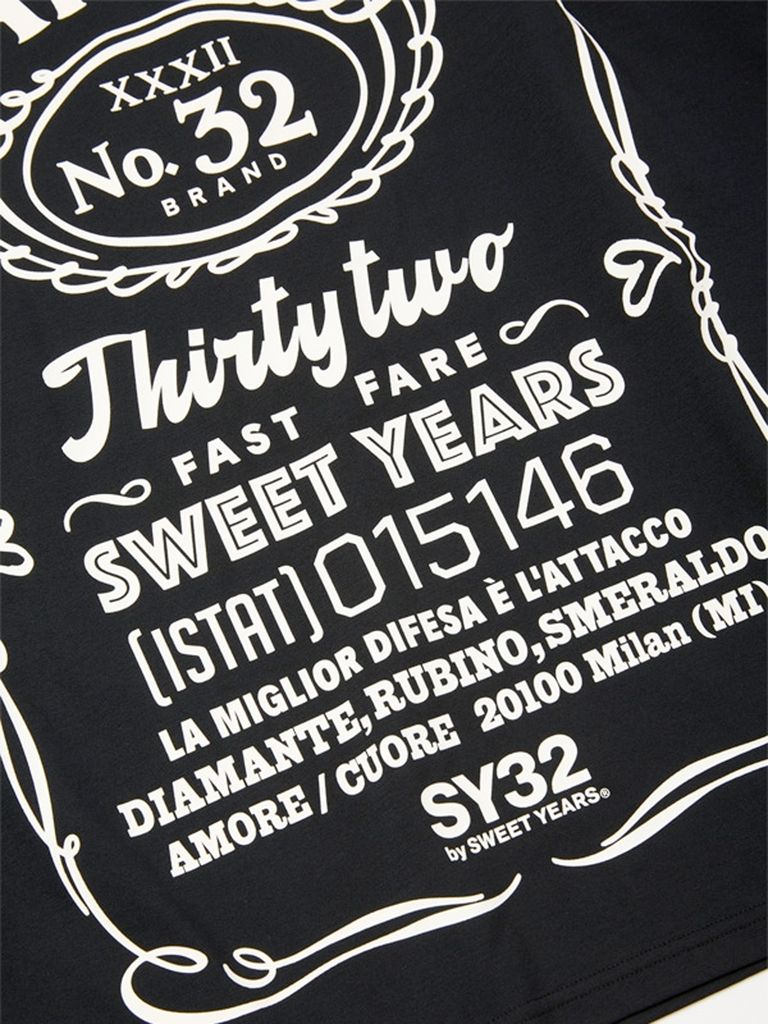 XXXII
No. 32
BRAND
Thirty two
FAST FARE
SWEET YEARS
(ISTAT) 015146
LA MIGLIOR DIFESA È L'ATTACCO
DIAMANTE, RUBINO, SMERALDO
AMORE / CUORE 20100 Milan (MI)
SY32
by SWEET YEARS®